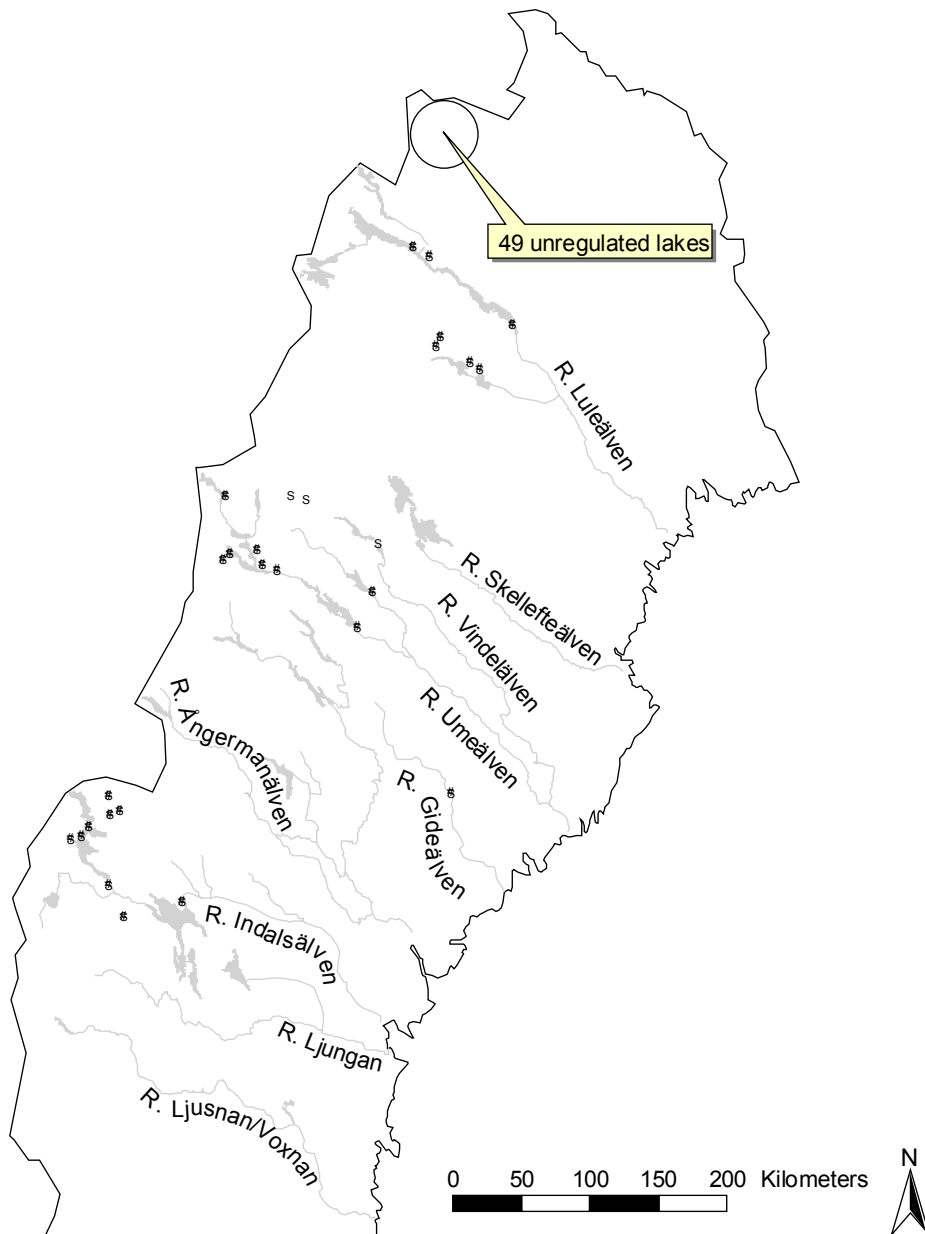 49 unregulated lakes
R. Luleälven
S S
S
R. Skellefteälven
R. Vindelälven
R. Umeälven
R. Ångermanälven
R. Gideälven
R. Indalsälven
R. Ljungan
R. Ljusnan/Voxnan
0 50 100 150 200 Kilometers
N